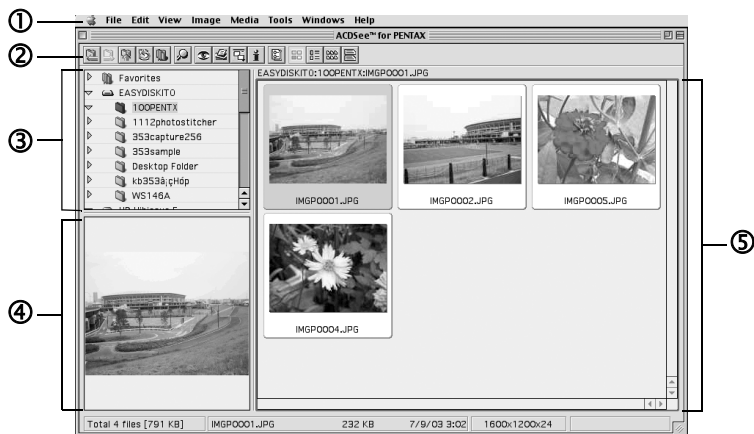 ① File Edit View Image Media Tools Windows Help
ACDSee™ for PENTAX
②
EASYDISKIT0:100PENTX:IMGP0001.JPG
③
Favorites
EASYDISKIT0
100PENTX
1112photostitcher
353capture256
353sample
Desktop Folder
kb353â¡çHôp
WS146A
④
IMGP0001.JPG
IMGP0002.JPG
IMGP0005.JPG
IMGP0004.JPG
⑤
Total 4 files [791 KB] IMGP0001.JPG 232 KB 7/9/03 3:02 1600x1200x24